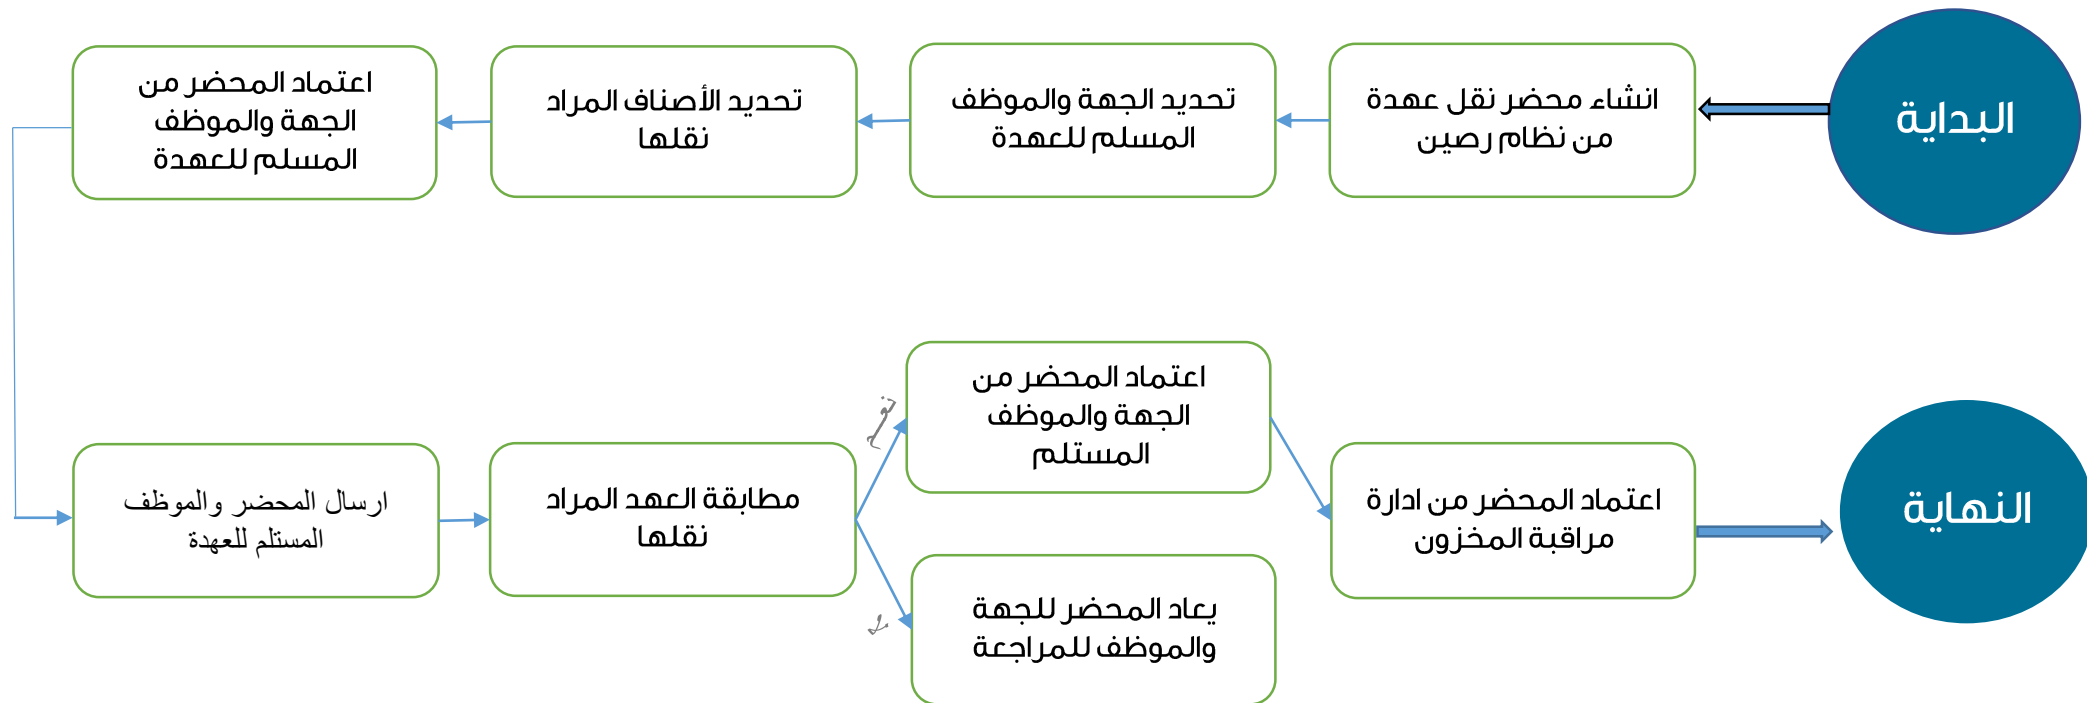 البداية
انشاء محضر نقل عهدة
من نظام رصين
تحديد الجهة والموظف
المسلم للعهدة
تحديد الأصناف المراد
نقلها
اعتماد المحضر من
الجهة والموظف
المسلم للعهدة
ارسال المحضر والموظف
المستلم للعهدة
مطابقة العهد المراد
نقلها
نعم
اعتماد المحضر من
الجهة والموظف
المستلم
لا
يعاد المحضر للجهة
والموظف للمراجعة
اعتماد المحضر من ادارة
مراقبة المخزون
النهاية